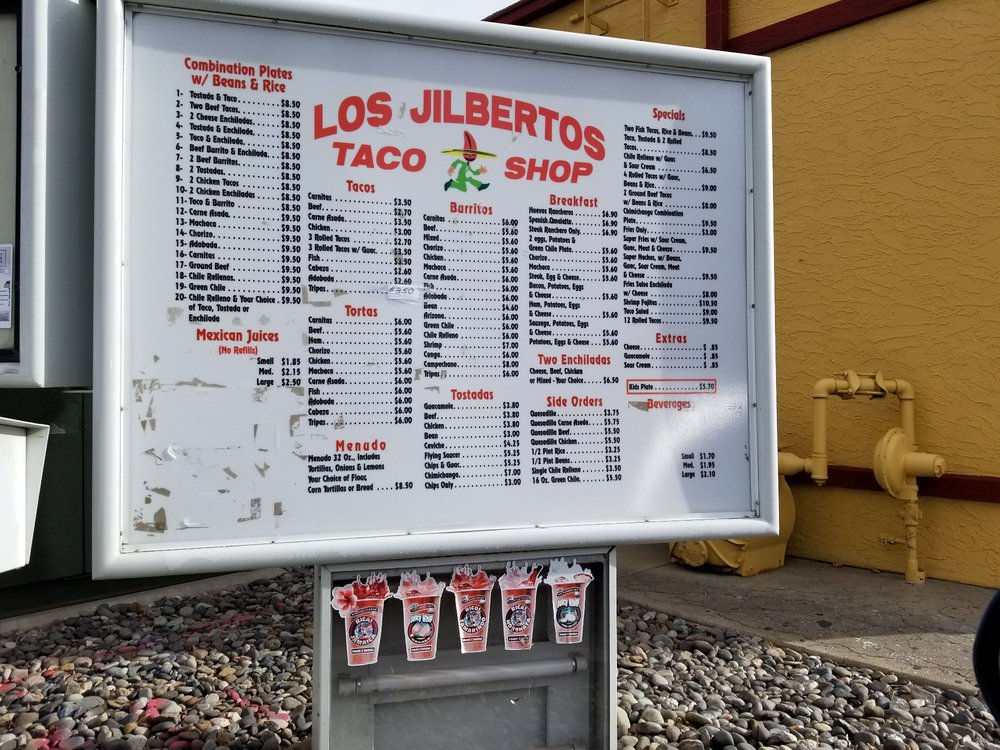 Combination Plates
w/ Beans & Rice
1- Tostada & Taco . . . . . . . . . . $8.50
2- Two Beef Tacos . . . . . . . . . . $8.50
3- 2 Cheese Enchiladas . . . . . . $8.50
4- Tostada & Enchilada . . . . . . $8.50
5- Taco & Enchilada . . . . . . . . . $8.50
6- Beef Burrito & Enchilada . . . $8.50
7- 2 Beef Burritos . . . . . . . . . . $8.50
8- 2 Tostadas . . . . . . . . . . . . . $8.50
9- 2 Chicken Tacos . . . . . . . . . $8.50
10- 2 Chicken Enchiladas . . . . . $8.50
11- Taco & Burrito . . . . . . . . . . $8.50
12- Carne Asada . . . . . . . . . . . $9.50
13- Machaca . . . . . . . . . . . . . . $9.50
14- Chorizo . . . . . . . . . . . . . . . $9.50
15- Adobada . . . . . . . . . . . . . . $9.50
16- Carnitas . . . . . . . . . . . . . . $9.50
17- Ground Beef . . . . . . . . . . . $9.50
18- Chile Rellenos . . . . . . . . . . $9.50
19- Green Chile . . . . . . . . . . . . $9.50
20- Chile Relleno & Your Choice . $9.50
of Taco, Tostada or
Enchilada
Mexican Juices
(No Refills)
Small $1.85
Med. $2.15
Large $2.50
LOS JILBERTOS
TACO SHOP
Tacos
Carnitas . . . . . . . . . . $3.50
Beef . . . . . . . . . . $2.70
Carne Asada . . . . . . . . . . $3.50
Chicken . . . . . . . . . . $3.00
3 Rolled Tacos . . . . . . . . . . $2.70
3 Rolled Tacos w/ Guac. . . . $3.50
Fish
Cabeza . . . . . . . . . . $2.60
Adobada . . . . . . . . . . $2.60
Tripas . . . . . . . . . . $3.50
Tortas
Carnitas . . . . . . . . . . $6.00
Beef . . . . . . . . . . $5.60
Ham . . . . . . . . . . $5.60
Chorizo . . . . . . . . . . $5.60
Chicken . . . . . . . . . . $5.60
Machaca . . . . . . . . . . $5.60
Carne Asada . . . . . . . . . . $6.00
Fish . . . . . . . . . . $6.00
Adobada . . . . . . . . . . $6.00
Cabeza . . . . . . . . . . $6.00
Tripas . . . . . . . . . . $6.00
Menudo
Menudo 32 Oz., Includes
Tortillas, Onions & Lemons
Your Choice of Flour,
Corn Tortillas or Bread . . . . $8.50
Burritos
Carnitas . . . . . . . . . . $6.00
Beef . . . . . . . . . . $5.60
Mixed . . . . . . . . . . $5.60
Chorizo . . . . . . . . . . $5.60
Chicken . . . . . . . . . . $5.60
Machaca . . . . . . . . . . $5.60
Carne Asada . . . . . . . . . . $6.00
Fish . . . . . . . . . . $6.00
Adobada . . . . . . . . . . $6.00
Bean . . . . . . . . . . $4.60
Arizona . . . . . . . . . . $6.00
Green Chile . . . . . . . . . . $6.00
Chile Relleno . . . . . . . . . . $6.00
Shrimp . . . . . . . . . . $7.00
Conga . . . . . . . . . . $6.00
Campechano . . . . . . . . . . $8.00
Tripas . . . . . . . . . . $6.00
Tostadas
Guacamole . . . . . . . . . . $3.80
Beef . . . . . . . . . . $3.80
Chicken . . . . . . . . . . $3.80
Bean . . . . . . . . . . $3.00
Ceviche . . . . . . . . . . $4.25
Flying Saucer . . . . . . . . . . $5.25
Chips & Guac. . . . . . . . . . $5.25
Chimichanga . . . . . . . . . . $7.00
Chips Only . . . . . . . . . . $3.00
Breakfast
Huevos Rancheros . . . . . . $6.90
Spanish Omelette . . . . . . $6.90
Steak Ranchero Only . . . . $6.90
2 eggs, Potatoes &
Green Chile Plate . . . . . . $5.60
Chorizo . . . . . . . . . . $5.60
Machaca . . . . . . . . . . $5.60
Steak, Egg & Cheese . . . . $5.60
Bacon, Potatoes, Eggs
& Cheese . . . . . . . . . . $5.60
Ham, Potatoes, Eggs
& Cheese . . . . . . . . . . $5.60
Sausage, Potatoes, Eggs
& Cheese . . . . . . . . . . $5.60
Potatoes, Eggs & Cheese . . $5.60
Two Enchiladas
Cheese, Beef, Chicken
or Mixed - Your Choice . . . $6.50
Side Orders
Quesadilla . . . . . . . . . . $3.75
Quesadilla Carne Asada . . . . $5.75
Quesadilla Beef . . . . . . . . . . $5.50
Quesadilla Chicken . . . . . . . $5.50
1/2 Pint Rice . . . . . . . . . . $3.25
1/2 Pint Beans . . . . . . . . . . $3.25
Single Chile Relleno . . . . . . $3.50
16 Oz. Green Chile . . . . . . . $5.50
Specials
Two Fish Tacos, Rice & Beans . . . $9.50
Taco, Tostada & 2 Rolled
Tacos . . . . . . . . . . $8.50
Chile Relleno w/ Guac
& Sour Cream . . . . . . . . . . $6.50
4 Rolled Tacos w/ Guac,
Beans & Rice . . . . . . . . . . $9.00
2 Ground Beef Tacos
w/ Beans & Rice . . . . . . . . . . $8.00
Chimichanga Combination
Plate . . . . . . . . . . $9.50
Fries Only . . . . . . . . . . $3.00
Super Fries w/ Sour Cream,
Guac, Meat & Cheese . . . . . . $9.50
Super Nachos, w/ Beans,
Guac, Sour Cream, Meat
& Cheese . . . . . . . . . . $9.50
Fries Salsa Enchilada
w/ Cheese . . . . . . . . . . $8.00
Shrimp Fajitas . . . . . . . . . . $10.50
Taco Salad . . . . . . . . . . $9.00
12 Rolled Tacos . . . . . . . . . . $9.50
Extras
Cheese . . . . . . . . . . $ .85
Guacamole . . . . . . . . . . $ .85
Sour Cream . . . . . . . . . . $ .85
Kids Plate . . . . . . . . . . $5.70
Beverages
Small $1.70
Med. $1.95
Large $2.10